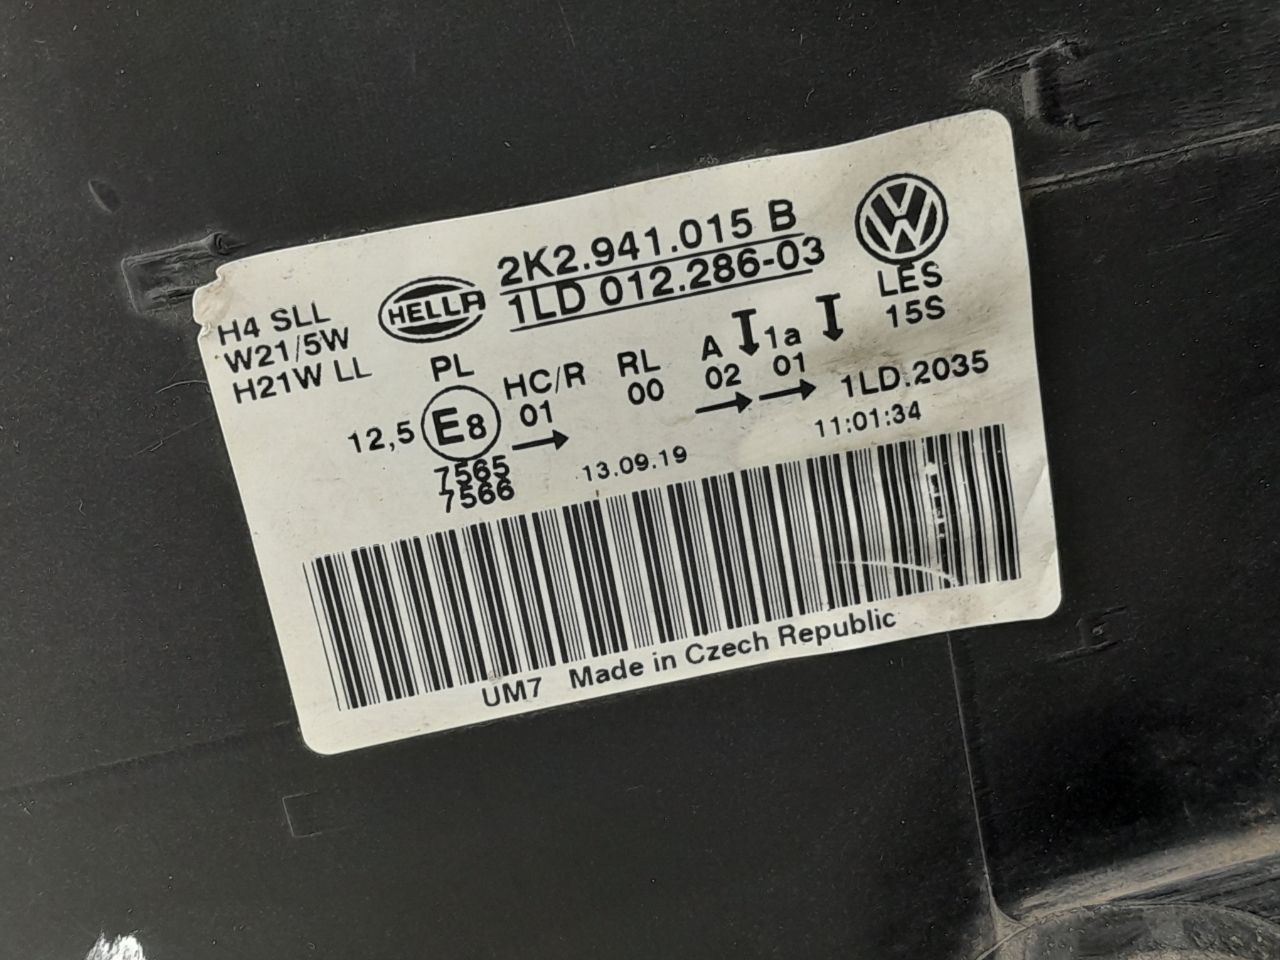 H4 SLL
W21/5W
H21W LL
HELLA
2K2.941.015 B
1LD 012.286-03
LES
15S
PL
HC/R
RL
A
1a
12,5
E8
01
00
02
01
1LD.2035
7565
7566
13.09.19
11:01:34
UM7 Made in Czech Republic